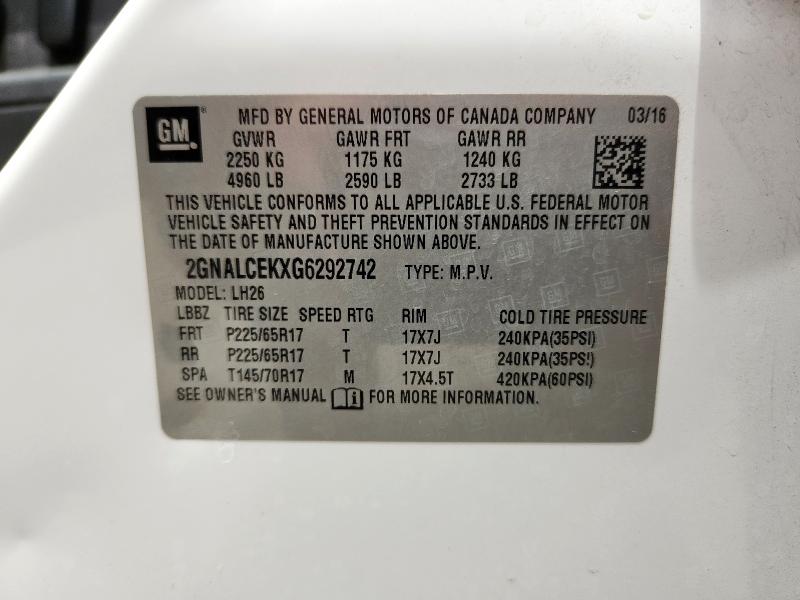 GM® MFD BY GENERAL MOTORS OF CANADA COMPANY 03/16
GVWR GAWR FRT GAWR RR
2250 KG 1175 KG 1240 KG
4960 LB 2590 LB 2733 LB
THIS VEHICLE CONFORMS TO ALL APPLICABLE U.S. FEDERAL MOTOR
VEHICLE SAFETY AND THEFT PREVENTION STANDARDS IN EFFECT ON
THE DATE OF MANUFACTURE SHOWN ABOVE.
2GNALCEKXG6292742 TYPE: M.P.V.
MODEL: LH26
LBBZ TIRE SIZE SPEED RTG RIM COLD TIRE PRESSURE
FRT P225/65R17 T 17X7J 240KPA(35PSI)
RR P225/65R17 T 17X7J 240KPA(35PSI)
SPA T145/70R17 M 17X4.5T 420KPA(60PSI)
SEE OWNER'S MANUAL FOR MORE INFORMATION.